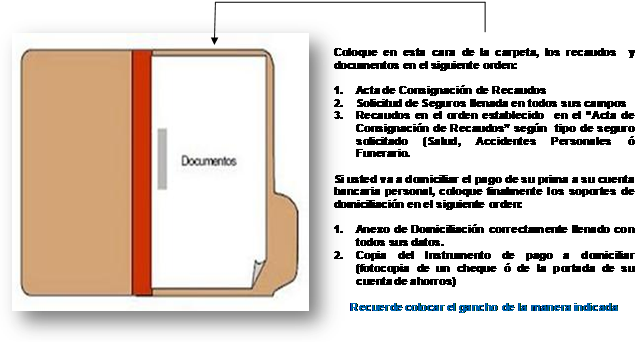 Coloque en esta cara de la carpeta, los recaudos y
documentos en el siguiente orden:
1. Acta de Consignación de Recaudos
2. Solicitud de Seguros llenada en todos sus campos
3. Recaudos en el orden establecido en el "Acta de
Consignación de Recaudos" según tipo de seguro
solicitado (Salud, Accidentes Personales ó
Funerario.
Si usted va a domiciliar el pago de su prima a su cuenta
bancaria personal, coloque finalmente los soportes de
domiciliación en el siguiente orden:
1. Anexo de Domiciliación correctamente llenado con
todos sus datos.
2. Copia del Instrumento de pago a domiciliar
(fotocopia de un cheque ó de la portada de su
cuenta de ahorros)
Recuerde colocar el gancho de la manera indicada
Documentos